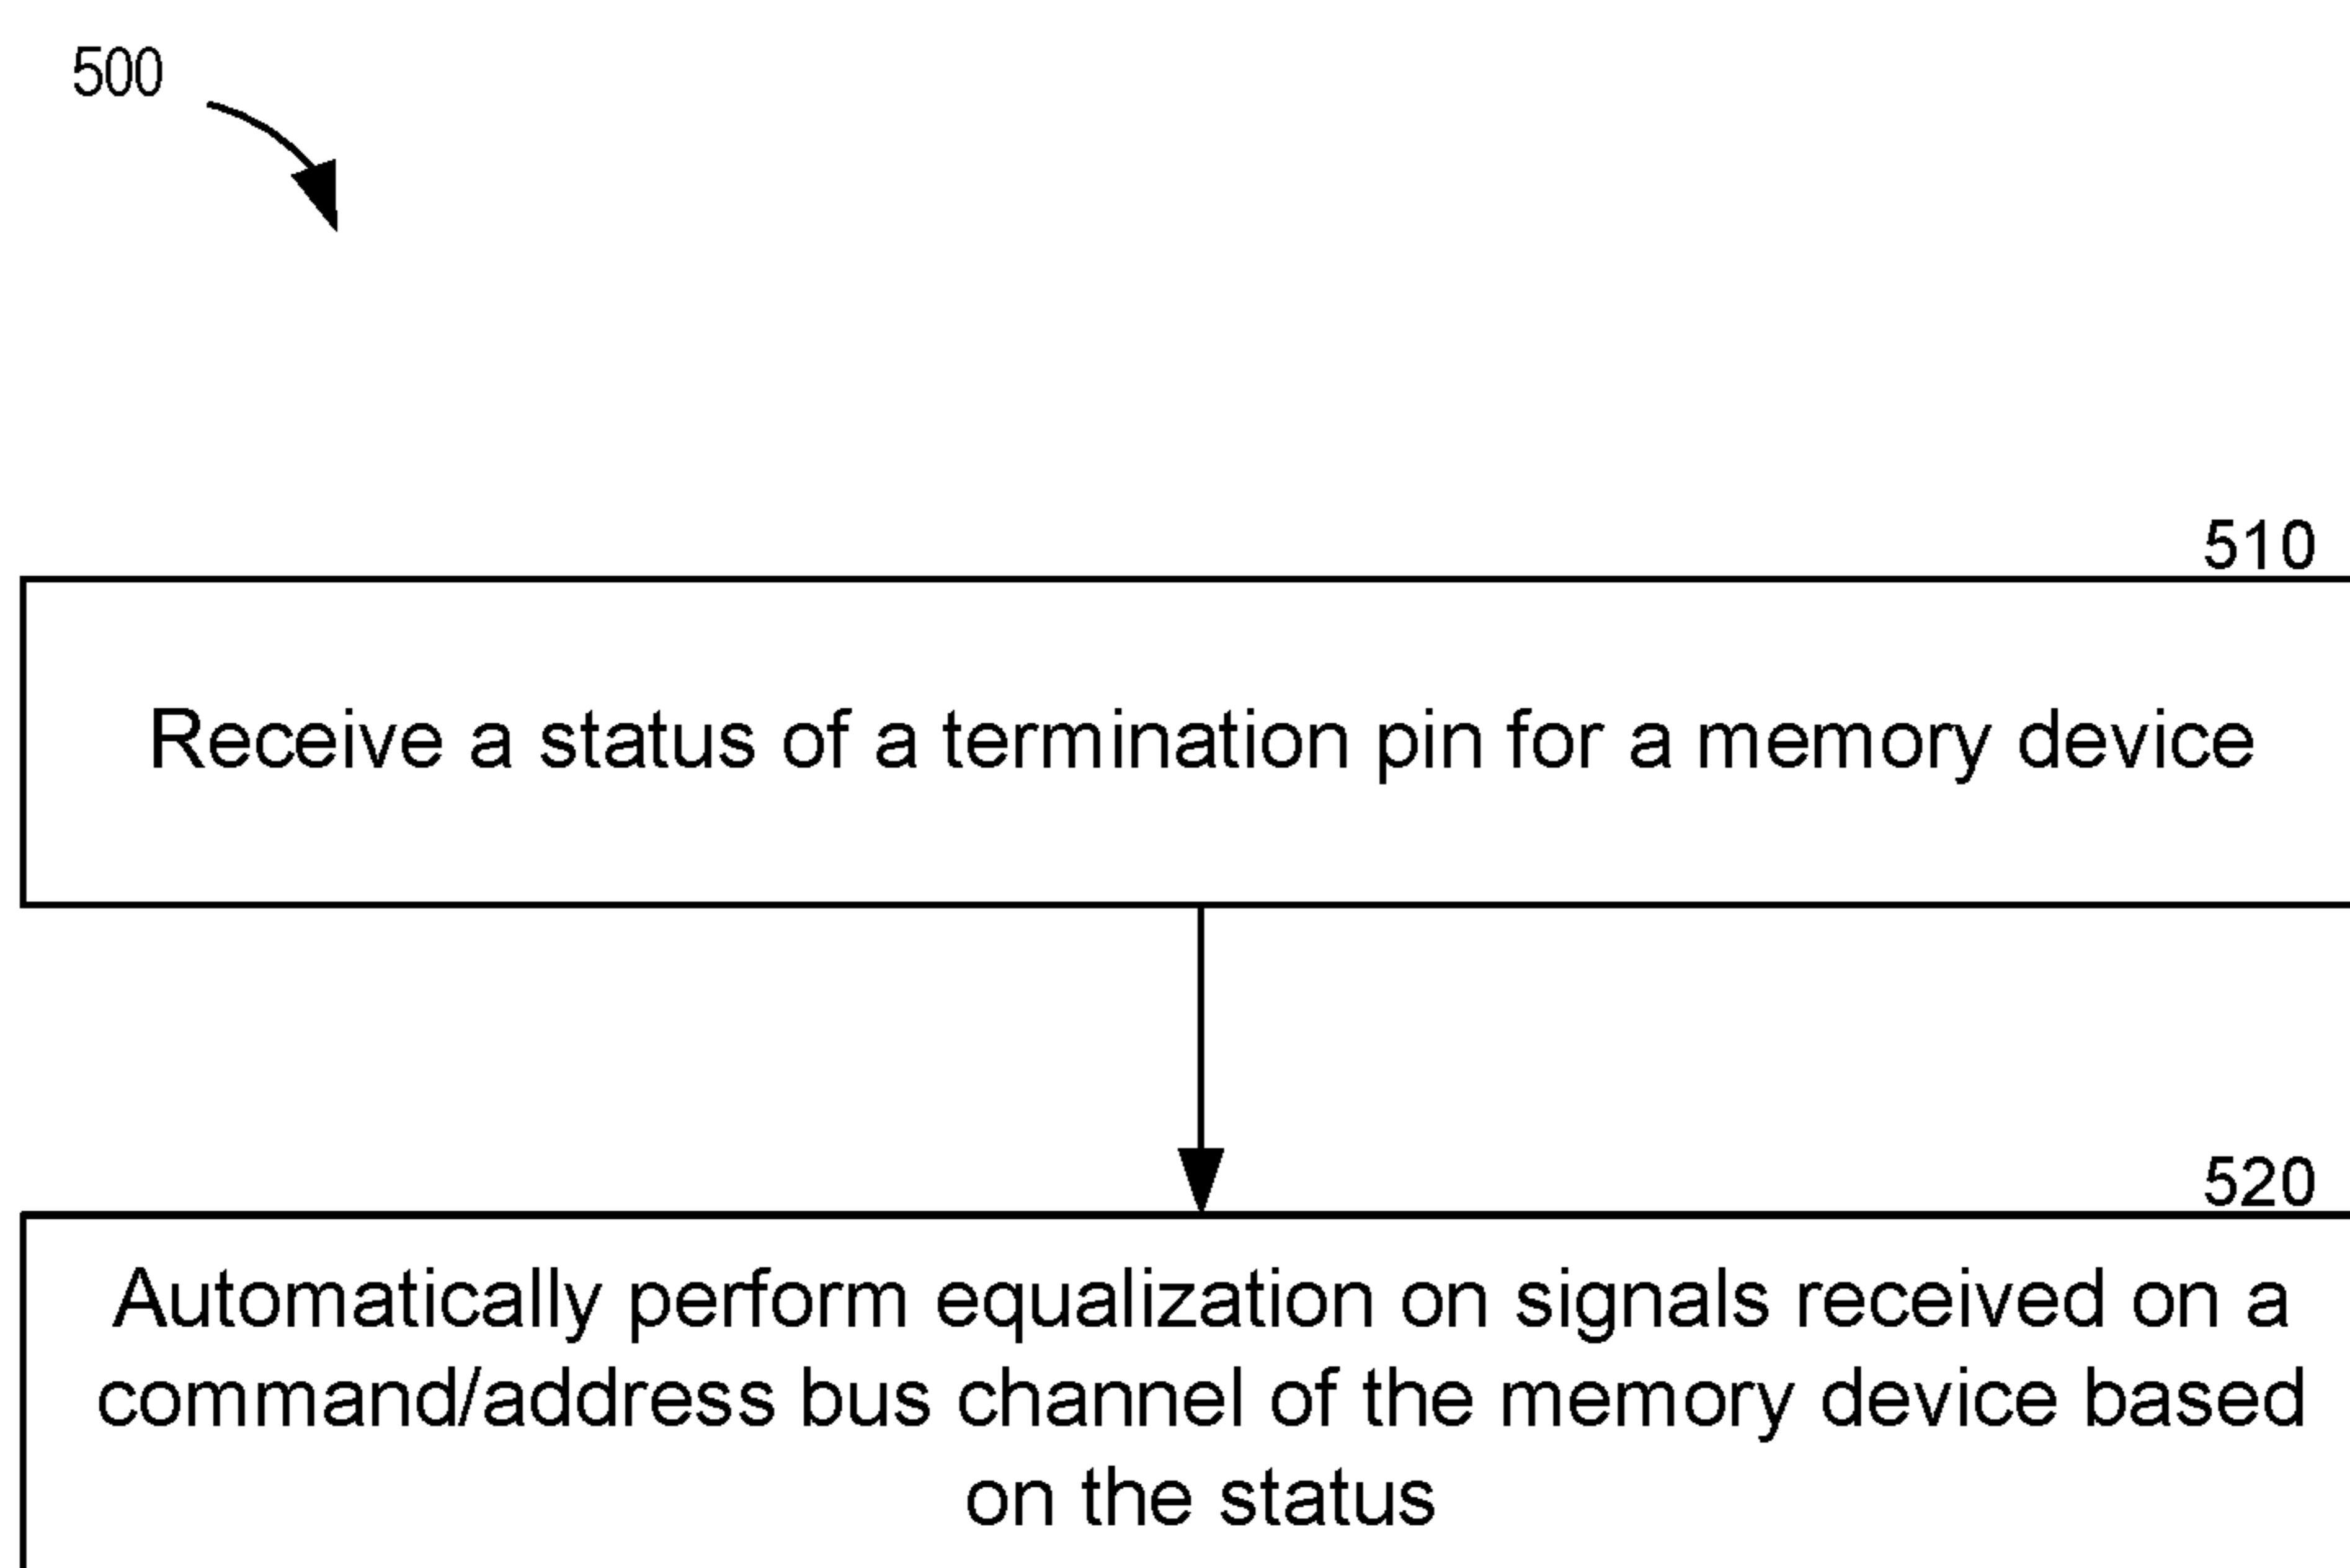 500
510
Receive a status of a termination pin for a memory device
520
Automatically perform equalization on signals received on a
command/address bus channel of the memory device based
on the status